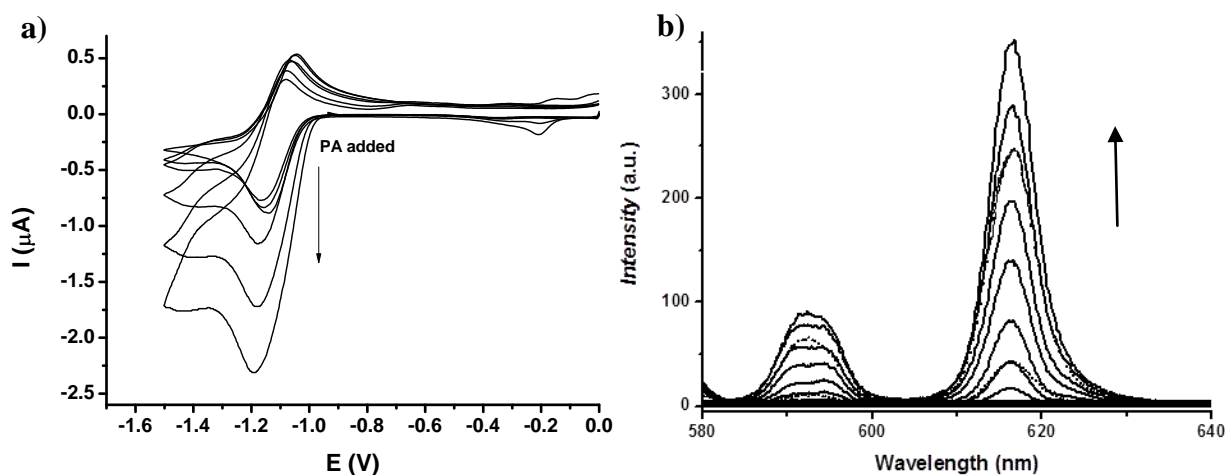 a)
0.5
0.0
-0.5
-1.0
-1.5
-2.0
-2.5
I (μA)
PA added
-1.6 -1.4 -1.2 -1.0 -0.8 -0.6 -0.4 -0.2 0.0
E (V)
b)
300
200
100
0
Intensity (a.u.)
580 600 620 640
Wavelength (nm)